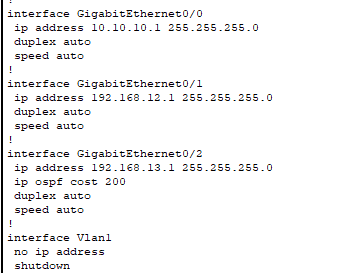 !
interface GigabitEthernet0/0
ip address 10.10.10.1 255.255.255.0
duplex auto
speed auto
!
interface GigabitEthernet0/1
ip address 192.168.12.1 255.255.255.0
duplex auto
speed auto
!
interface GigabitEthernet0/2
ip address 192.168.13.1 255.255.255.0
ip ospf cost 200
duplex auto
speed auto
!
interface Vlan1
no ip address
shutdown